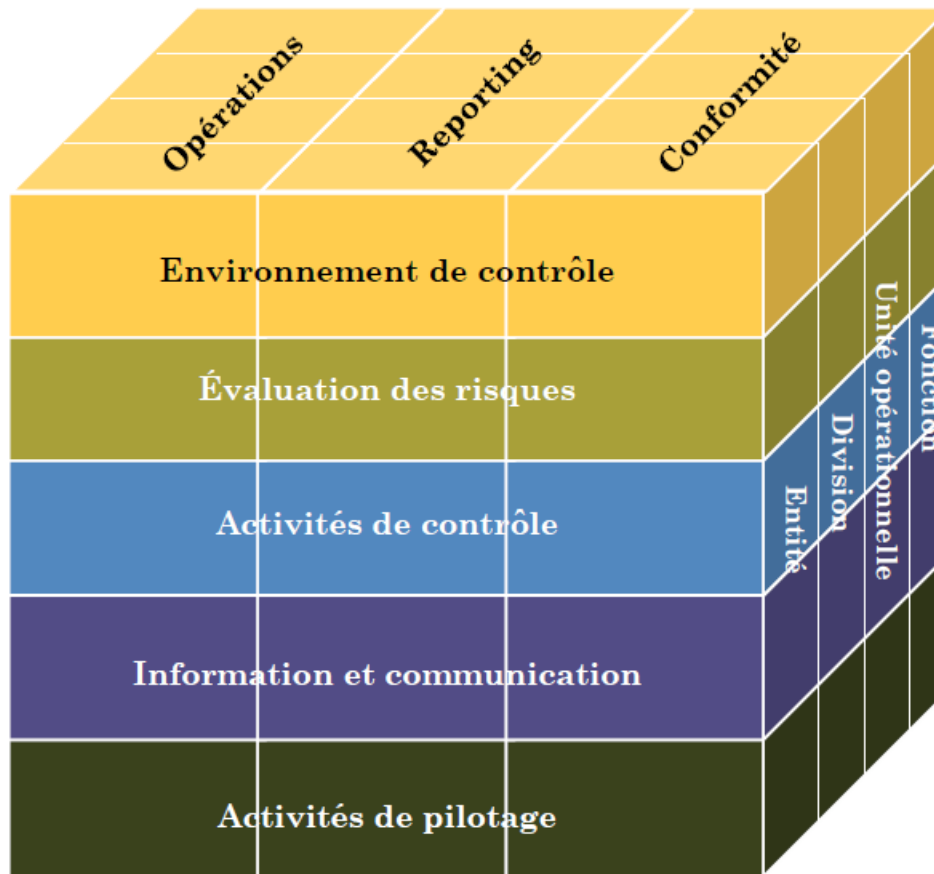 Opérations
Reporting
Conformité
Environnement de contrôle
Évaluation des risques
Activités de contrôle
Information et communication
Activités de pilotage
Entité
Division
Unité opérationnelle
Fonction